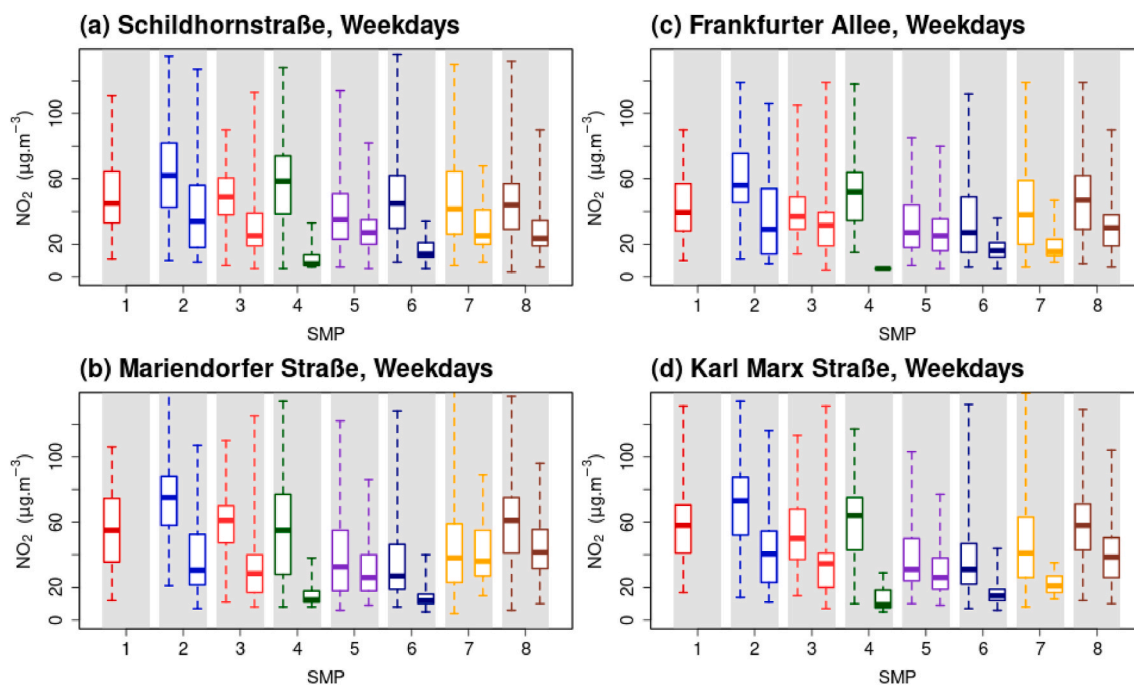 (a) Schildhornstraße, Weekdays
NO₂ (µg.m⁻³)
100
60
20
0
1 2 3 4 5 6 7 8
SMP
(c) Frankfurter Allee, Weekdays
NO₂ (µg.m⁻³)
100
60
20
0
1 2 3 4 5 6 7 8
SMP
(b) Mariendorfer Straße, Weekdays
NO₂ (µg.m⁻³)
100
60
20
0
1 2 3 4 5 6 7 8
SMP
(d) Karl Marx Straße, Weekdays
NO₂ (µg.m⁻³)
100
60
20
0
1 2 3 4 5 6 7 8
SMP